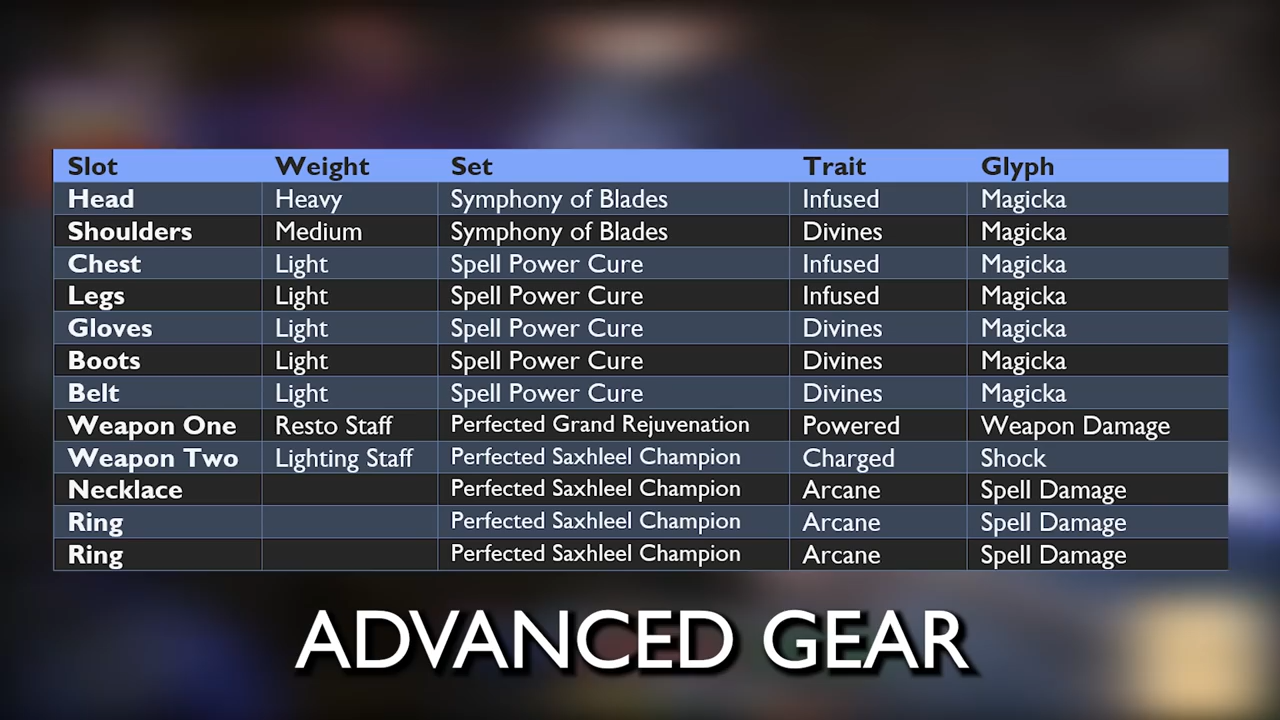 Slot Weight Set Trait Glyph
Head Heavy Symphony of Blades Infused Magicka
Shoulders Medium Symphony of Blades Divines Magicka
Chest Light Spell Power Cure Infused Magicka
Legs Light Spell Power Cure Infused Magicka
Gloves Light Spell Power Cure Divines Magicka
Boots Light Spell Power Cure Divines Magicka
Belt Light Spell Power Cure Divines Magicka
Weapon One Resto Staff Perfected Grand Rejuvenation Powered Weapon Damage
Weapon Two Lighting Staff Perfected Saxhleel Champion Charged Shock
Necklace Perfected Saxhleel Champion Arcane Spell Damage
Ring Perfected Saxhleel Champion Arcane Spell Damage
Ring Perfected Saxhleel Champion Arcane Spell Damage
ADVANCED GEAR